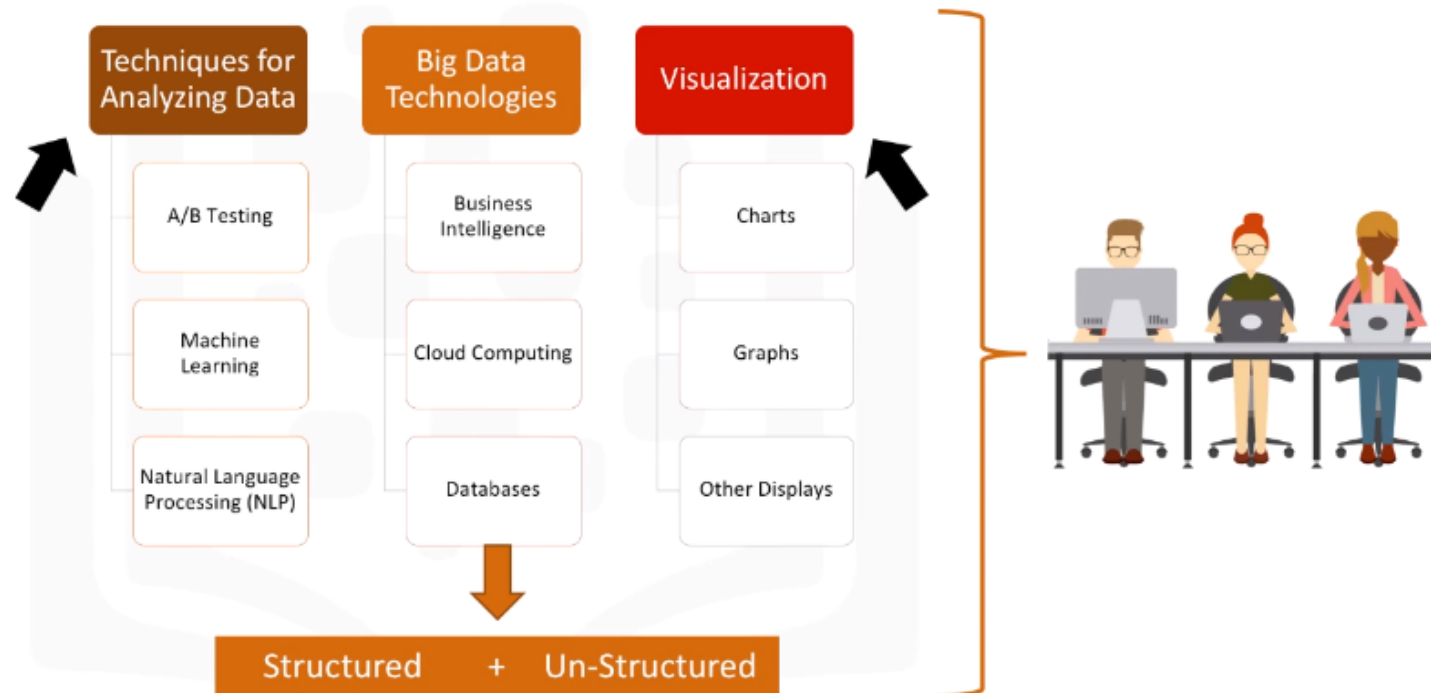 Techniques for
Analyzing Data
Big Data
Technologies
Visualization
A/B Testing
Business
Intelligence
Charts
Machine
Learning
Cloud Computing
Graphs
Natural Language
Processing (NLP)
Databases
Other Displays
Structured + Un-Structured